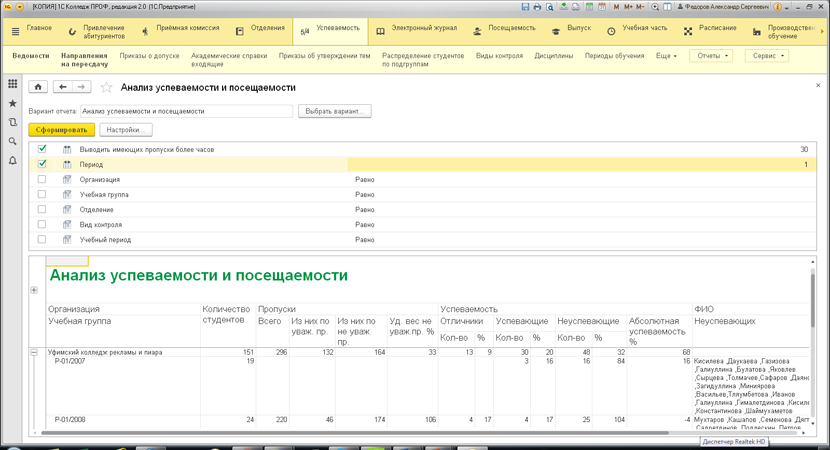 [КОПИЯ] 1С Колледж ПРОФ, редакция 2.0 (1С:Предприятие)
Федоров Александр Сергеевич
M M+ M-
Главное
Привлечение абитуриентов
Приёмная комиссия
Отделения
5/4 Успеваемость
Электронный журнал
Посещаемость
Выпуск
Учебная часть
Расписание
Производственное обучение
Ведомости
Направления на пересдачу
Приказы о допуске
Академические справки входящие
Приказы об утверждении тем
Распределение студентов по подгруппам
Виды контроля
Дисциплины
Периоды обучения
Еще
Отчеты
Сервис
Анализ успеваемости и посещаемости
Вариант отчета: Анализ успеваемости и посещаемости Выбрать вариант...
Сформировать Настройки...
Выводить имеющих пропуски более часов 30
Период 1
Организация Равно
Учебная группа Равно
Отделение Равно
Вид контроля Равно
Учебный период Равно
Анализ успеваемости и посещаемости
Организация Количество студентов Пропуски Успеваемость ФИО
Учебная группа Всего Из них по уваж. пр. Из них по не уваж. пр. Уд. вес не уваж.пр. % Отличники Успевающие Неуспевающие Абсолютная успеваемость % Неуспевающих
Кол-во % Кол-во % Кол-во %
Уфимский колледж рекламы и пиара 151 296 132 164 33 13 9 30 20 48 32 68
Р-01/2007 19 3 16 16 84 16 Кисилева ,Даукаева ,Газизова
,Галиуллина ,Булатова ,Яковлев
,Сырцева ,Толмачев,Сафаров
,Загидуллина ,Миниярова
,Васильев,Тляумбетова ,Иванов
,Галиуллина ,Гималетдинова ,Кисилев
,Константинова ,Шаймухаметов
Р-01/2008 24 220 46 174 106 4 17 4 17 25 104 -4 Мухтаров ,Кашапов ,Семенова
Диспетчер Realtek HD